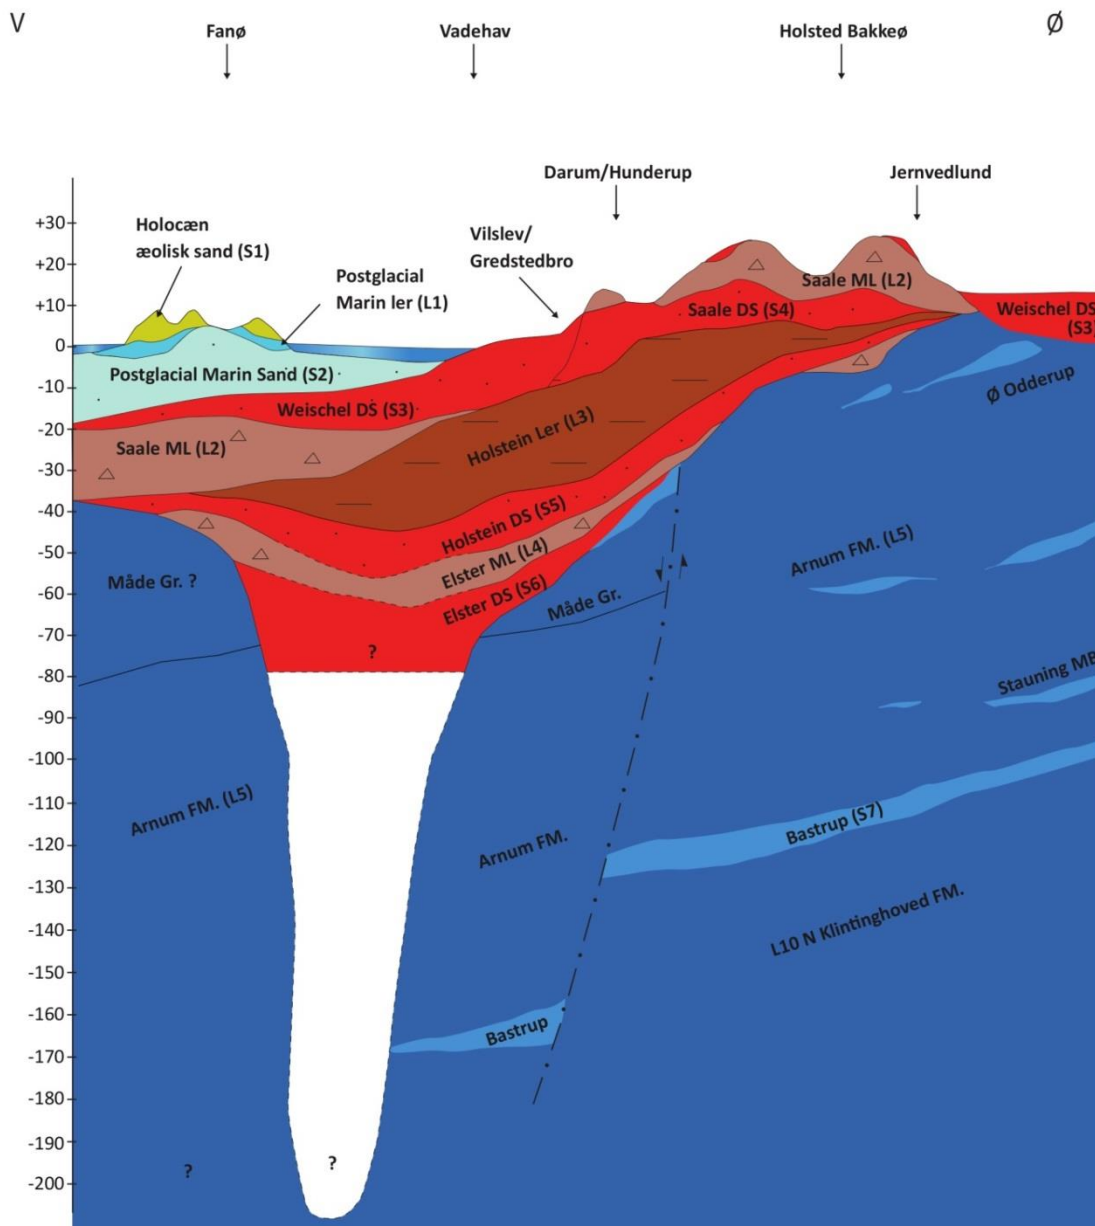 V
Ø
Fanø
Vadehav
Holsted Bakkeø
Darum/Hunderup
Jernvedlund
Holocæn
æolisk sand (S1)
Postglacial
Marin ler (L1)
Vilslev/
Gredstedbro
+30
+20
+10
0
-10
-20
-30
-40
-50
-60
-70
-80
-90
-100
-110
-120
-130
-140
-150
-160
-170
-180
-190
-200
Saale ML (L2)
Saale DS (S4)
Weischel DS
(S3)
Postglacial Marin Sand (S2)
Weischel DS (S3)
Ø Odderup
Saale ML (L2)
Holstein Ler (L3)
Holstein DS (S5)
Elster ML (L4)
Elster DS (S6)
Arnum FM. (L5)
Måde Gr. ?
Måde Gr.
?
Stauning MB
Arnum FM. (L5)
Arnum FM.
Bastrup (S7)
L10 N Klintinghoved FM.
Bastrup
?
?